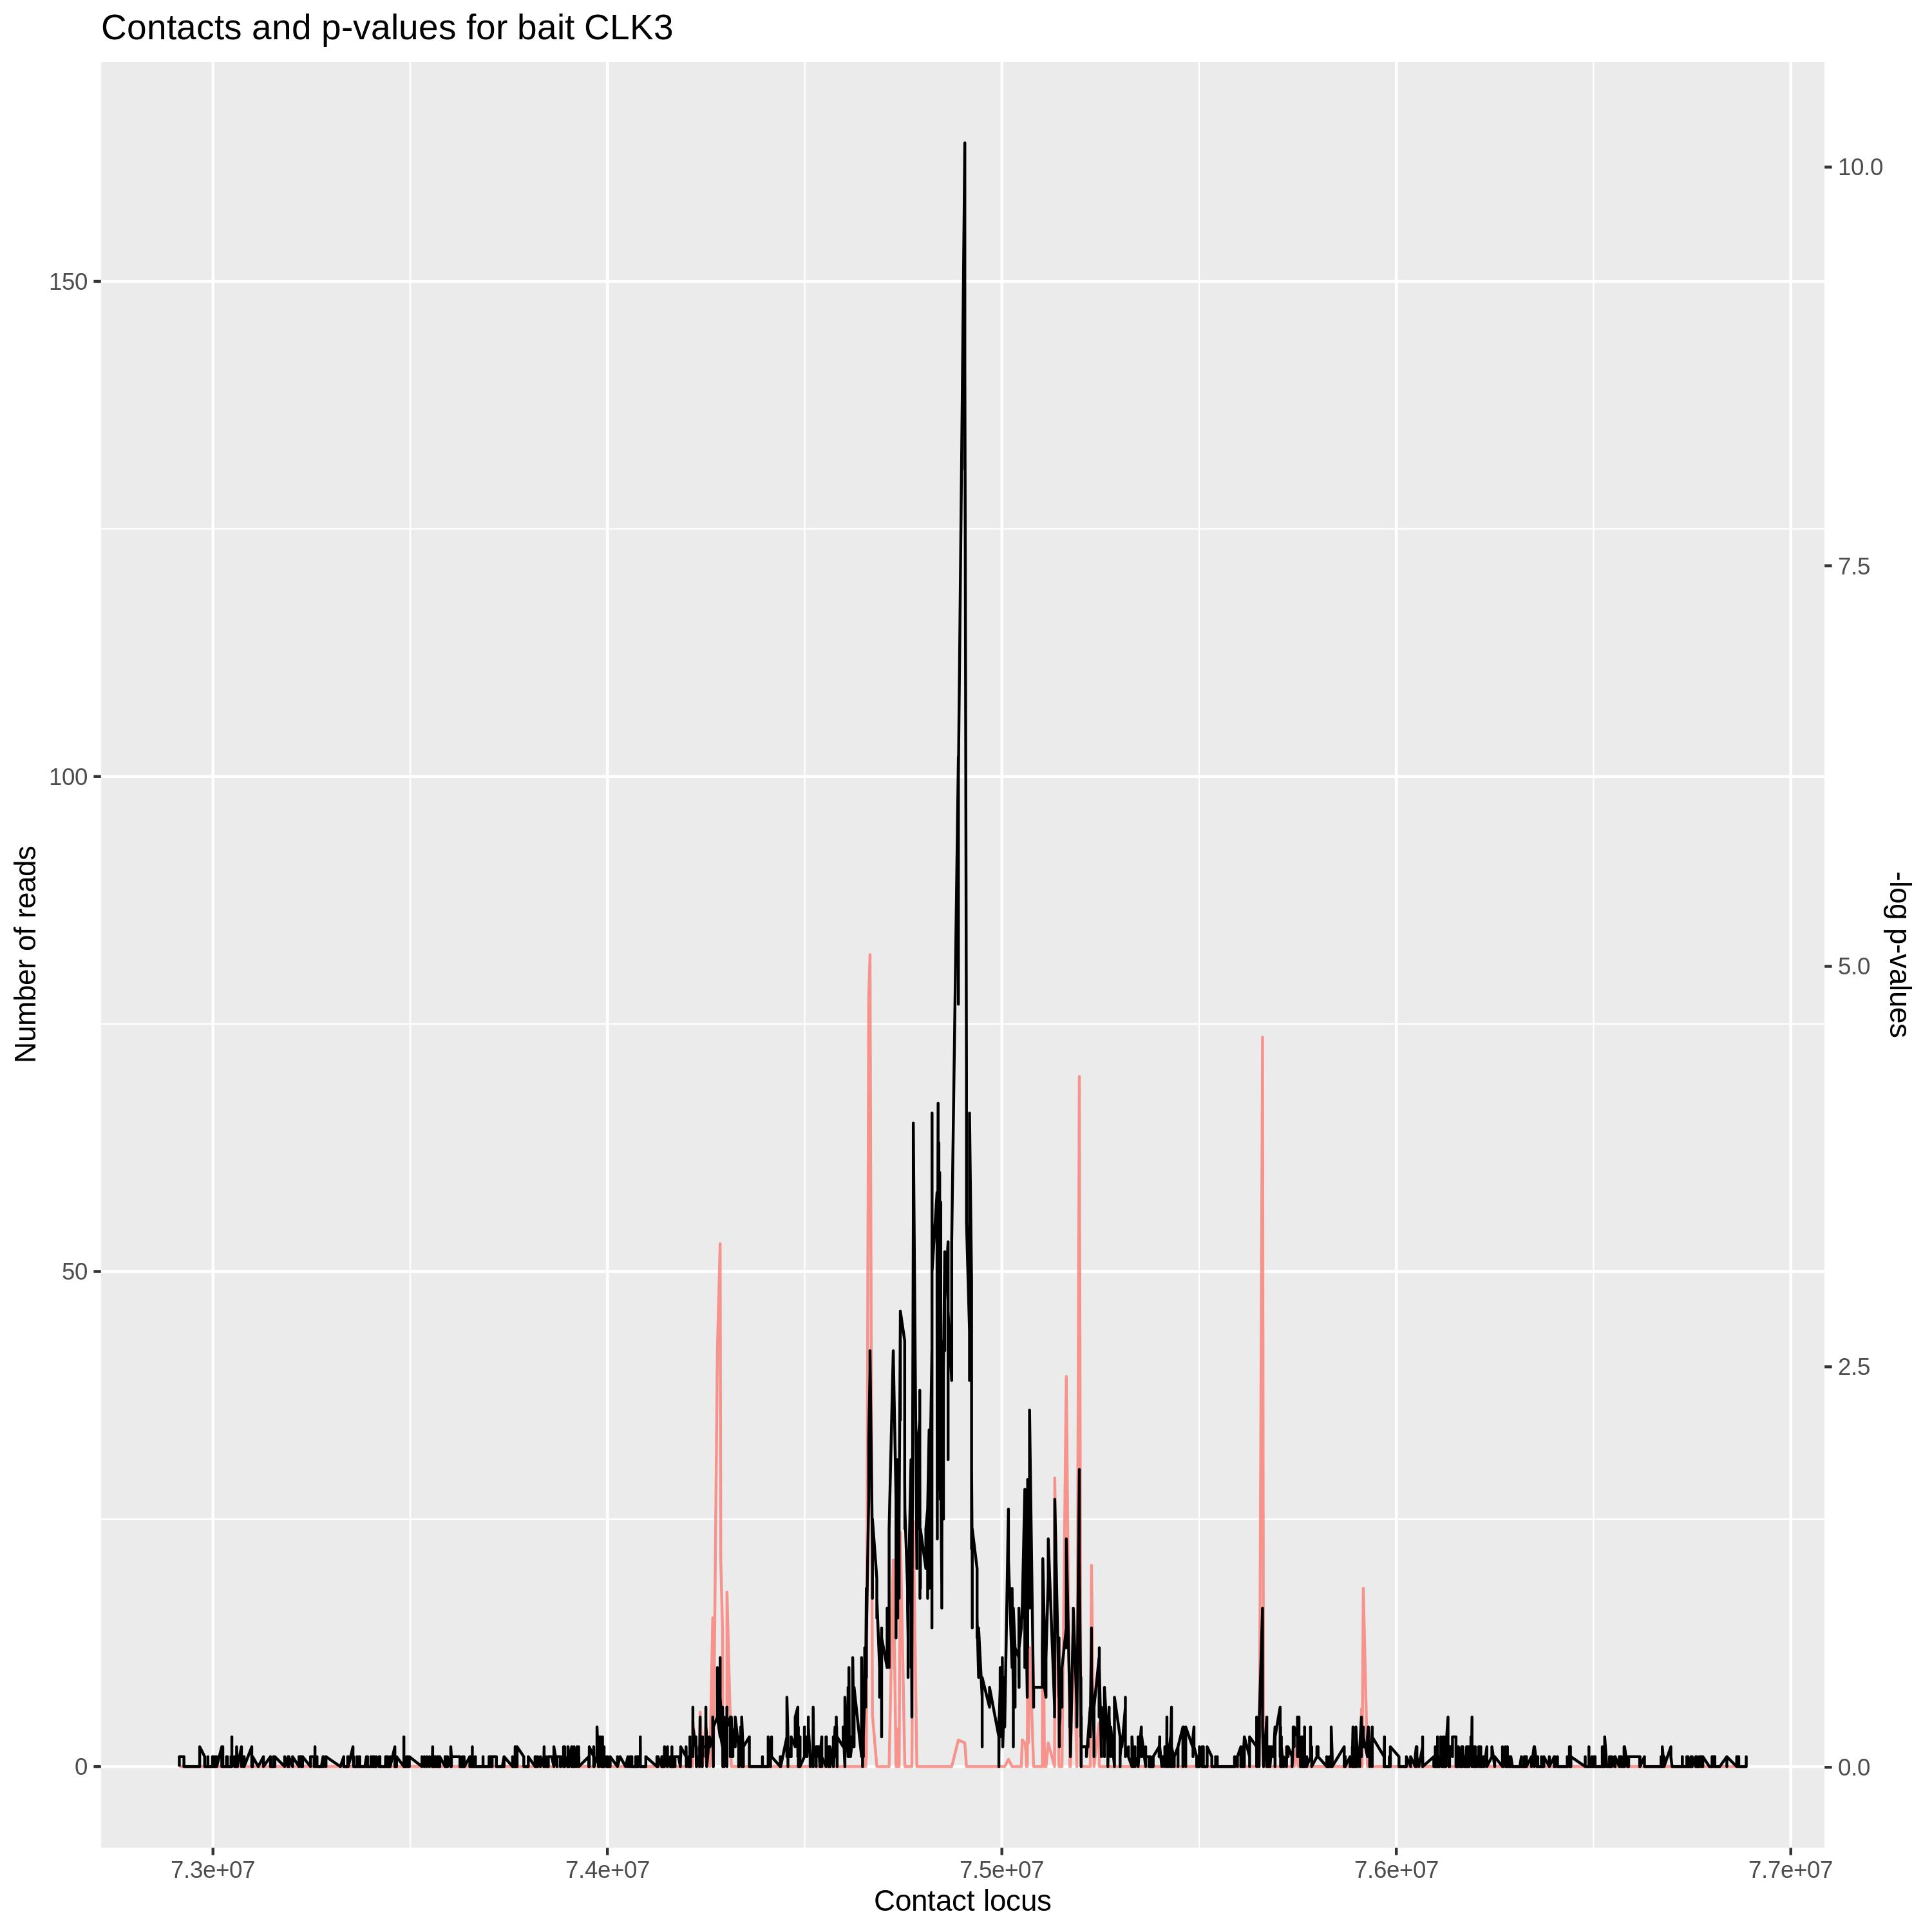 Contacts and p-values for bait CLK3
150
100
50
0
Number of reads
10.0
7.5
5.0
2.5
0.0
-log p-values
7.3e+07
7.4e+07
7.5e+07
7.6e+07
7.7e+07
Contact locus